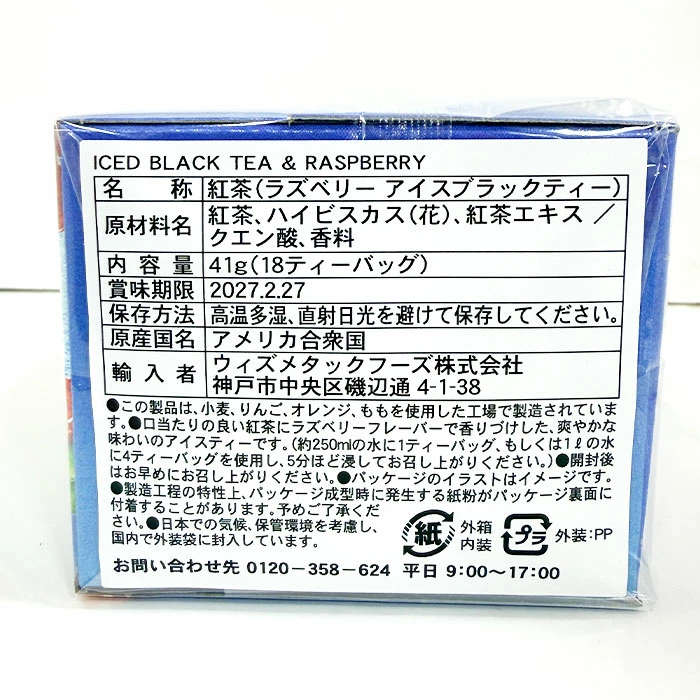 ICED BLACK TEA & RASPBERRY
名称 紅茶(ラズベリー アイスブラックティー)
原材料名 紅茶、ハイビスカス(花)、紅茶エキス／
クエン酸、香料
内容量 41g(18ティーバッグ)
賞味期限 2027.2.27
保存方法 高温多湿、直射日光を避けて保存してください。
原産国名 アメリカ合衆国
輸入者 ウィズメタックフーズ株式会社
神戸市中央区磯辺通 4-1-38
●この製品は、小麦、りんご、オレンジ、ももを使用した工場で製造されていま
す。●口当たりの良い紅茶にラズベリーフレーバーで香りづけした、爽やかな
味わいのアイスティーです。(約250mlの水に1ティーバッグ、もしくは1ℓの水
に4ティーバッグを使用し、5分ほど浸してお召し上がりください。)●開封後
はお早めにお召し上がりください。●パッケージのイラストはイメージです。
●製造工程の特性上、パッケージ成型時に発生する紙粉がパッケージ裏面に
付着することがあります。予めご了承くだ
さい。●日本での気候、保管環境を考慮し、
国内で外装袋に封入しています。
紙 外箱
内装
プラ 外装:PP
お問い合わせ先 0120-358-624 平日 9:00～17:00